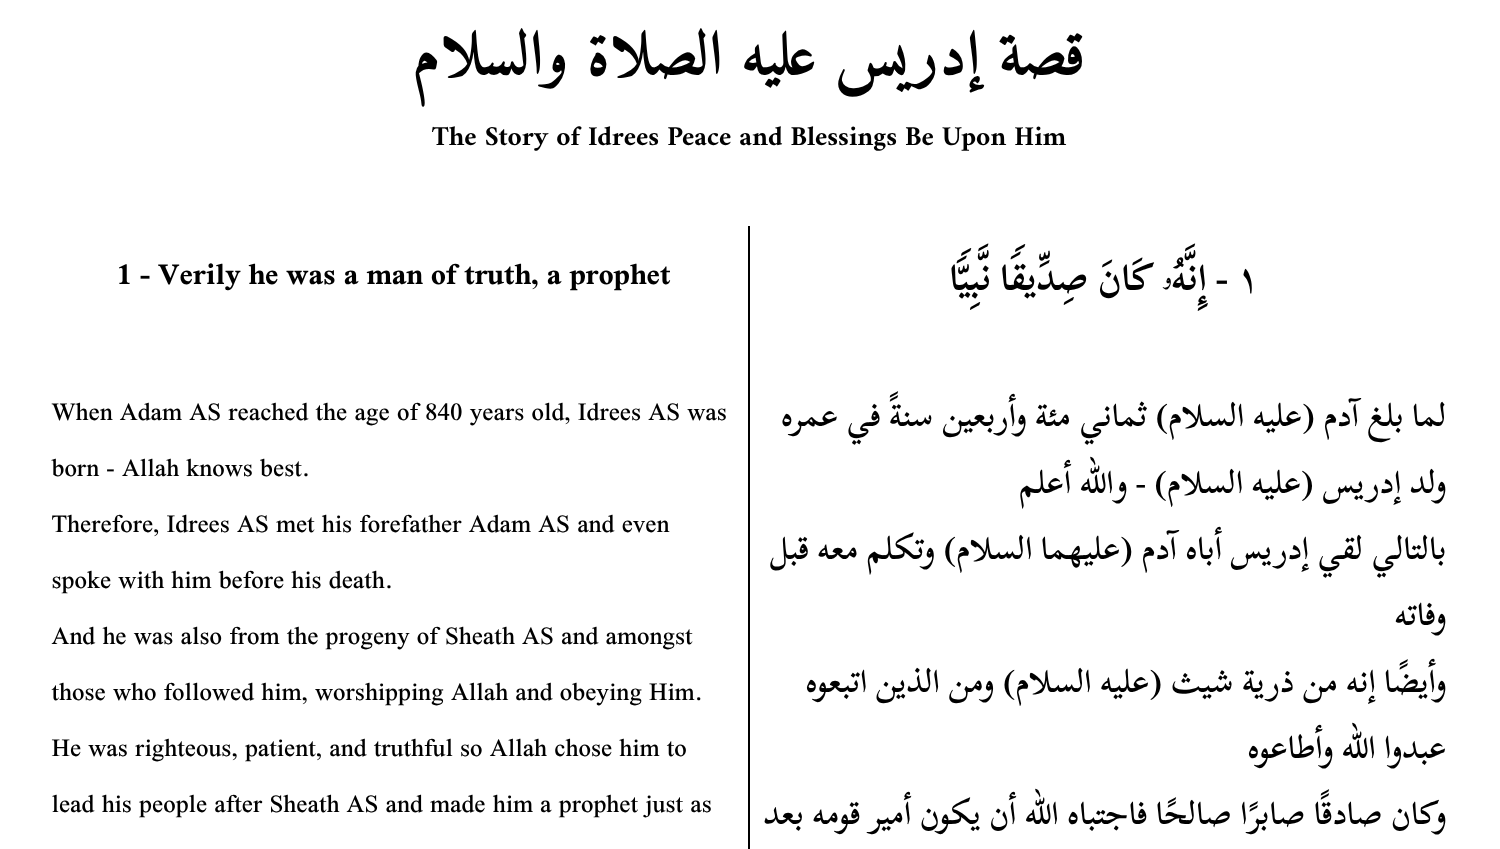 قصة إدريس عليه الصلاة والسلام
The Story of Idrees Peace and Blessings Be Upon Him
1 - Verily he was a man of truth, a prophet
When Adam AS reached the age of 840 years old, Idrees AS was
born - Allah knows best.
Therefore, Idrees AS met his forefather Adam AS and even
spoke with him before his death.
And he was also from the progeny of Sheath AS and amongst
those who followed him, worshipping Allah and obeying Him.
He was righteous, patient, and truthful so Allah chose him to
lead his people after Sheath AS and made him a prophet just as
١ - إِنَّهُۥ كَانَ صِدِّيقًا نَّبِيًّا
لما بلغ آدم (عليه السلام) ثماني مئة وأربعين سنةً في عمره
ولد إدريس (عليه السلام) - والله أعلم
بالتالي لقي إدريس أباه آدم (عليهما السلام) وتكلم معه قبل
وفاته
وأيضًا إنه من ذرية شيث (عليه السلام) ومن الذين اتبعوه
عبدوا الله وأطاعوه
وكان صادقًا صابرًا صالحًا فاجتباه الله أن يكون أمير قومه بعد